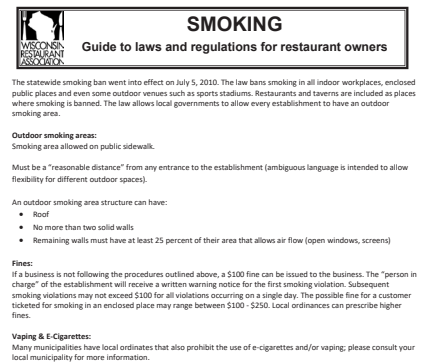 WISCONSIN
RESTAURANT
ASSOCIATION
SMOKING
Guide to laws and regulations for restaurant owners
The statewide smoking ban went into effect on July 5, 2010. The law bans smoking in all indoor workplaces, enclosed
public places and even some outdoor venues such as sports stadiums. Restaurants and taverns are included as places
where smoking is banned. The law allows local governments to allow every establishment to have an outdoor
smoking area.
Outdoor smoking areas:
Smoking area allowed on public sidewalk.
Must be a “reasonable distance” from any entrance to the establishment (ambiguous language is intended to allow
flexibility for different outdoor spaces).
An outdoor smoking area structure can have:
• Roof
• No more than two solid walls
• Remaining walls must have at least 25 percent of their area that allows air flow (open windows, screens)
Fines:
If a business is not following the procedures outlined above, a $100 fine can be issued to the business. The “person in
charge” of the establishment will receive a written warning notice for the first smoking violation. Subsequent
smoking violations may not exceed $100 for all violations occurring on a single day. The possible fine for a customer
ticketed for smoking in an enclosed place may range between $100 - $250. Local ordinances can prescribe higher
fines.
Vaping & E-Cigarettes:
Many municipalities have local ordinates that also prohibit the use of e-cigarettes and/or vaping; please consult your
local municipality for more information.